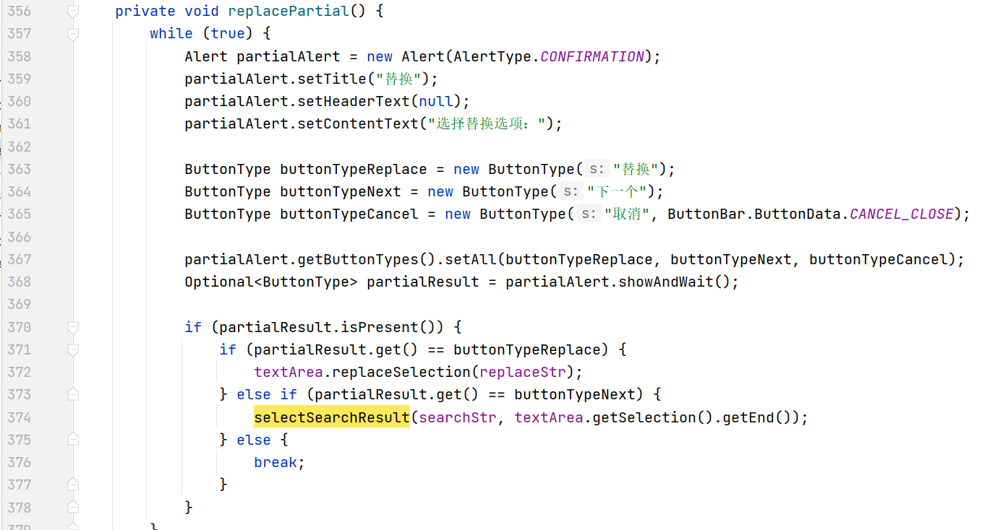 356 private void replacePartial() {
357 while (true) {
358 Alert partialAlert = new Alert(AlertType.CONFIRMATION);
359 partialAlert.setTitle("替换");
360 partialAlert.setHeaderText(null);
361 partialAlert.setContentText("选择替换选项：");
362
363 ButtonType buttonTypeReplace = new ButtonType( s: "替换");
364 ButtonType buttonTypeNext = new ButtonType( s: "下一个");
365 ButtonType buttonTypeCancel = new ButtonType( s: "取消", ButtonBar.ButtonData.CANCEL_CLOSE);
366
367 partialAlert.getButtonTypes().setAll(buttonTypeReplace, buttonTypeNext, buttonTypeCancel);
368 Optional<ButtonType> partialResult = partialAlert.showAndWait();
369
370 if (partialResult.isPresent()) {
371 if (partialResult.get() == buttonTypeReplace) {
372 textArea.replaceSelection(replaceStr);
373 } else if (partialResult.get() == buttonTypeNext) {
374 selectSearchResult(searchStr, textArea.getSelection().getEnd());
375 } else {
376 break;
377 }
378 }
379 }